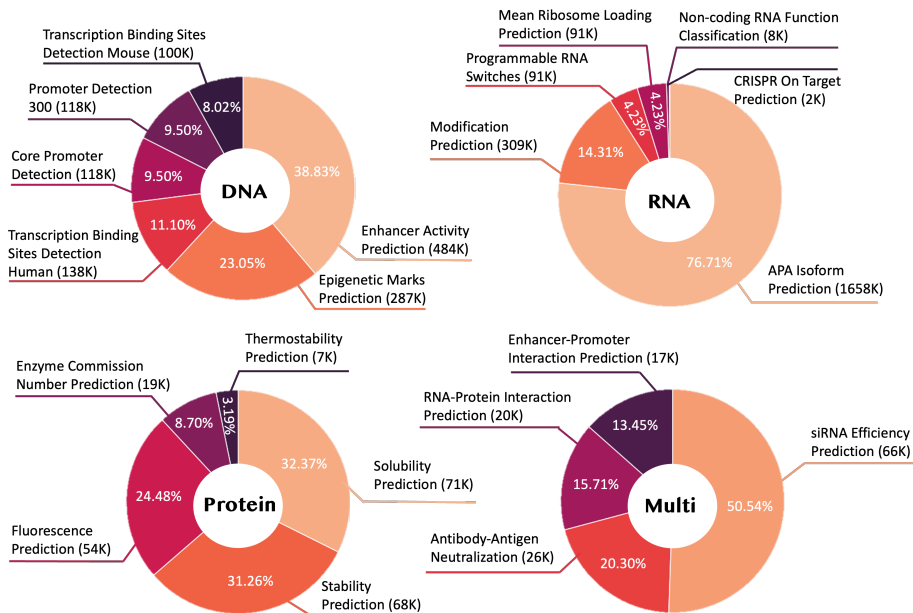 Transcription Binding Sites
Detection Mouse (100K)
Promoter Detection
300 (118K)
Core Promoter
Detection (118K)
Transcription Binding
Sites Detection
Human (138K)
8.02%
9.50%
9.50%
11.10%
23.05%
38.83%
DNA
Enhancer Activity
Prediction (484K)
Epigenetic Marks
Prediction (287K)
Mean Ribosome Loading
Prediction (91K)
Programmable RNA
Switches (91K)
Modification
Prediction (309K)
Non-coding RNA Function
Classification (8K)
CRISPR On Target
Prediction (2K)
4.23%
4.23%
14.31%
RNA
76.71%
APA Isoform
Prediction (1658K)
Thermostability
Prediction (7K)
Enzyme Commission
Number Prediction (19K)
3.19%
8.70%
32.37%
24.48%
Protein
31.26%
Solubility
Prediction (71K)
Fluorescence
Prediction (54K)
Stability
Prediction (68K)
Enhancer-Promoter
Interaction Prediction (17K)
RNA-Protein Interaction
Prediction (20K)
Antibody-Antigen
Neutralization (26K)
13.45%
15.71%
20.30%
Multi
50.54%
siRNA Efficiency
Prediction (66K)